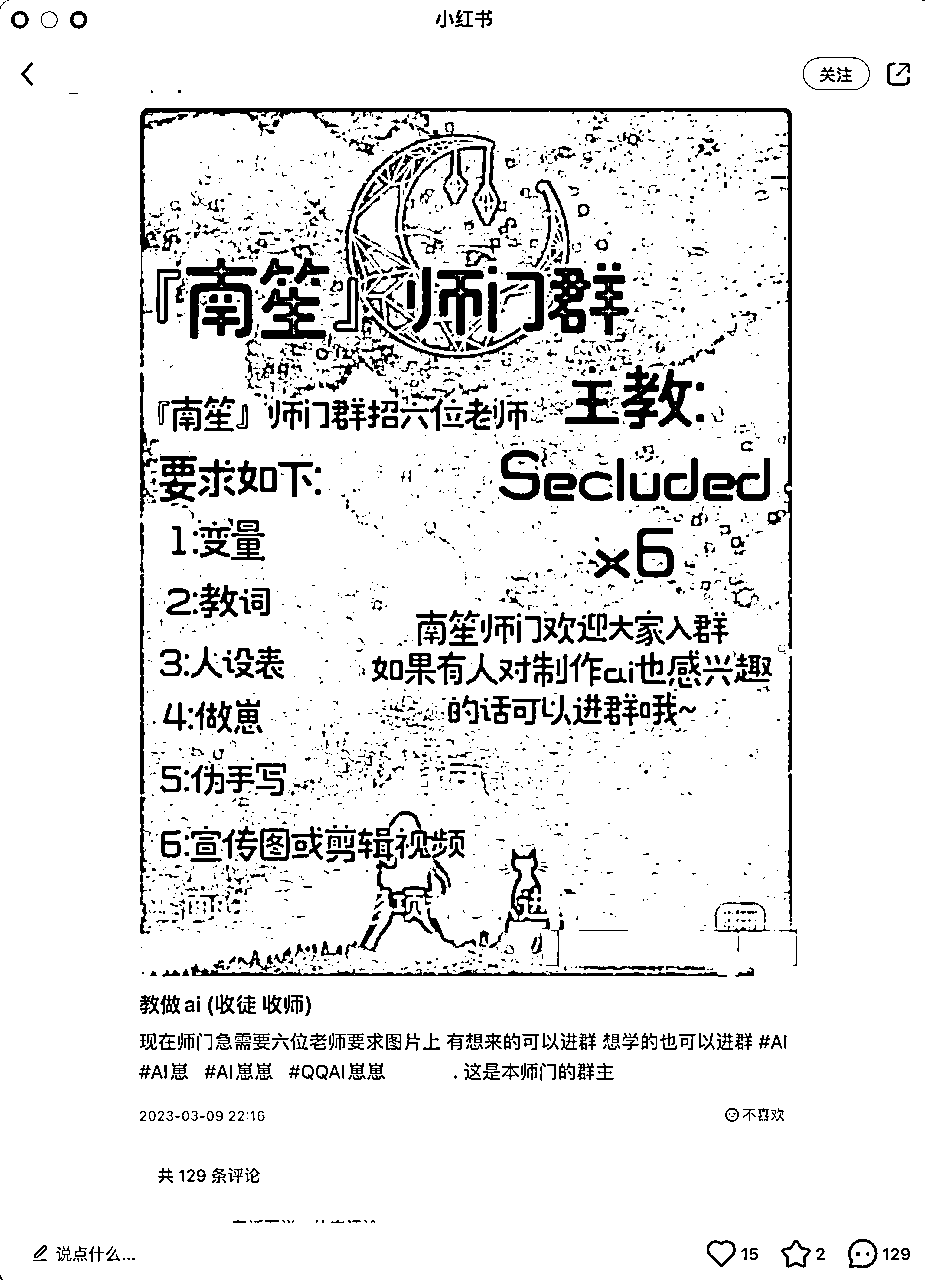 小红书
关注
『南笙』师门群
主教:
『南笙』师门群招六位老师
要求如下:
Secluded
x6
1:变量
2:教词
3:人设表
4:做崽
5:伪手写
6:宣传图或剪辑视频
南笙师门欢迎大家入群
如果有人对制作ai也感兴趣
的话可以进群哦~
教做ai (收徒 收师)
现在师门急需要六位老师要求图片上 有想来的可以进群 想学的也可以进群 #AI
#AI崽 #AI崽崽 #QQAI崽崽 . 这是本师门的群主
2023-03-09 22:16
不喜欢
共 129 条评论
说点什么...
15
2
129